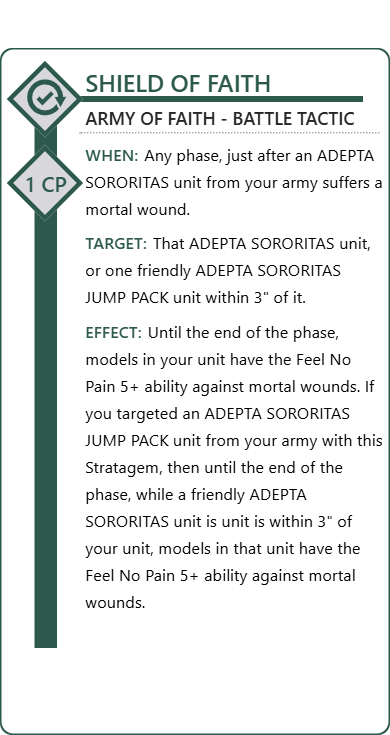 SHIELD OF FAITH
ARMY OF FAITH - BATTLE TACTIC
WHEN: Any phase, just after an ADEPTA
1 CP
SORORITAS unit from your army suffers a
mortal wound.
TARGET: That ADEPTA SORORITAS unit,
or one friendly ADEPTA SORORITAS
JUMP PACK unit within 3" of it.
EFFECT: Until the end of the phase,
models in your unit have the Feel No
Pain 5+ ability against mortal wounds. If
you targeted an ADEPTA SORORITAS
JUMP PACK unit from your army with this
Stratagem, then until the end of the
phase, while a friendly ADEPTA
SORORITAS unit is unit is within 3" of
your unit, models in that unit have the
Feel No Pain 5+ ability against mortal
wounds.